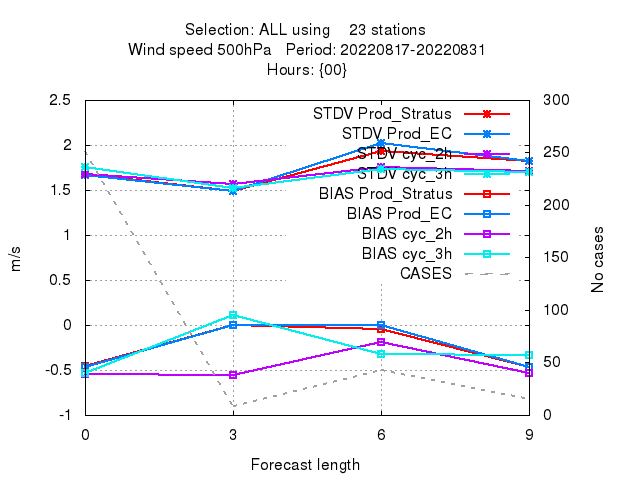 Selection: ALL using 23 stations
Wind speed 500hPa Period: 20220817-20220831
Hours: {00}
2.5
2
1.5
1
0.5
0
-0.5
-1
m/s
300
250
200
150
100
50
0
No cases
STDV Prod_Stratus
STDV Prod_EC
STDV cyc_2h
STDV cyc_3h
BIAS Prod_Stratus
BIAS Prod_EC
BIAS cyc_2h
BIAS cyc_3h
CASES
0 3 6 9
Forecast length